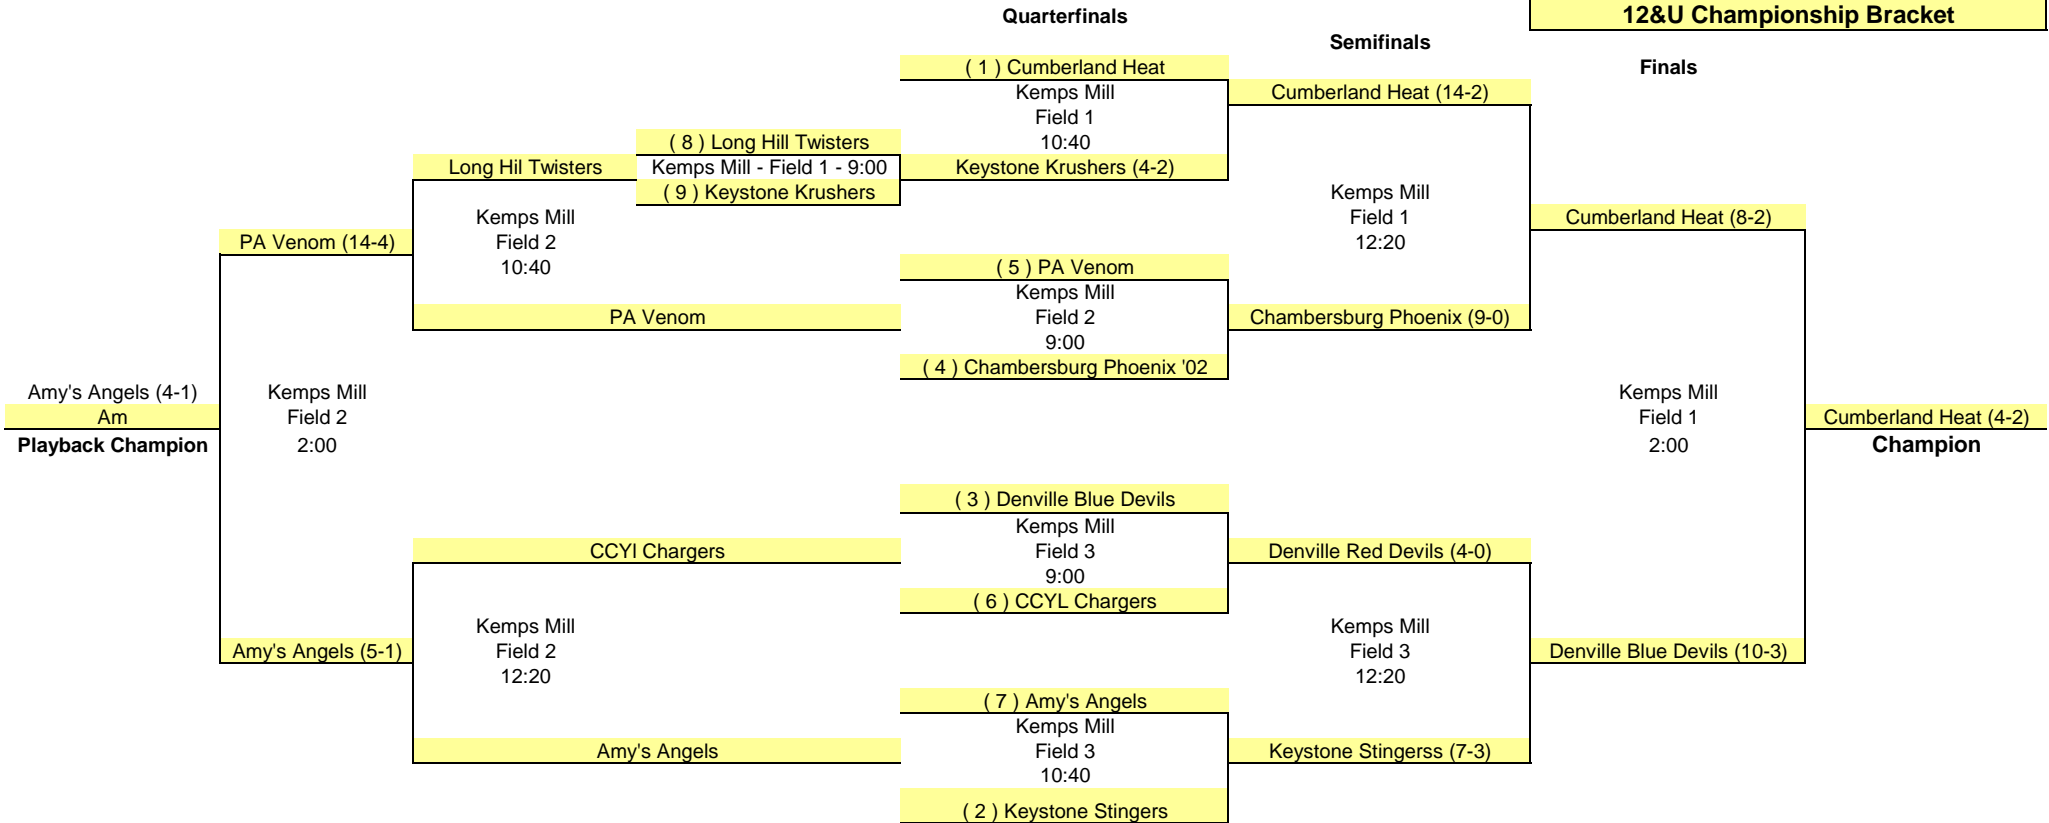 Quarterfinals
12&U Championship Bracket
Semifinals
Finals
( 1 ) Cumberland Heat
Kemps Mill
Field 1
10:40
Cumberland Heat (14-2)
( 8 ) Long Hill Twisters
Long Hil Twisters
Kemps Mill - Field 1 - 9:00
Keystone Krushers (4-2)
( 9 ) Keystone Krushers
Kemps Mill
Field 2
10:40
Kemps Mill
Field 1
12:20
PA Venom (14-4)
Cumberland Heat (8-2)
( 5 ) PA Venom
Kemps Mill
Field 2
9:00
PA Venom
Chambersburg Phoenix (9-0)
( 4 ) Chambersburg Phoenix '02
Amy's Angels (4-1)
Am
Playback Champion
Kemps Mill
Field 2
2:00
Kemps Mill
Field 1
2:00
Cumberland Heat (4-2)
Champion
( 3 ) Denville Blue Devils
Kemps Mill
Field 3
9:00
CCYl Chargers
Denville Red Devils (4-0)
( 6 ) CCYL Chargers
Kemps Mill
Field 2
12:20
Kemps Mill
Field 3
12:20
Amy's Angels (5-1)
Denville Blue Devils (10-3)
( 7 ) Amy's Angels
Kemps Mill
Field 3
10:40
Amy's Angels
Keystone Stingerss (7-3)
( 2 ) Keystone Stingers